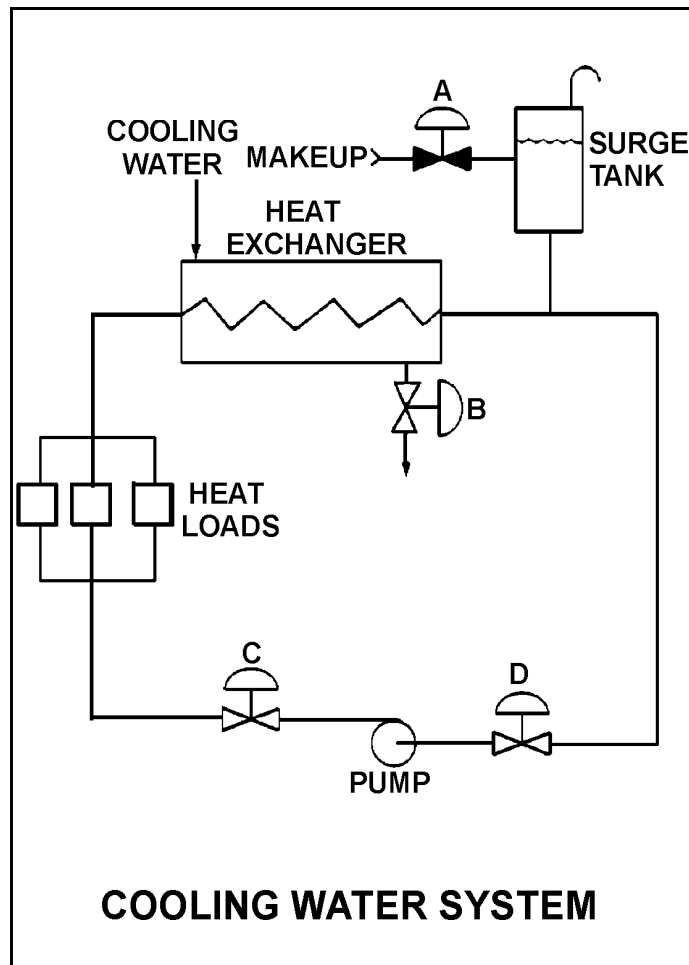 A
COOLING
WATER
MAKEUP
SURGE
TANK
HEAT
EXCHANGER
B
HEAT
LOADS
C
D
PUMP
COOLING WATER SYSTEM